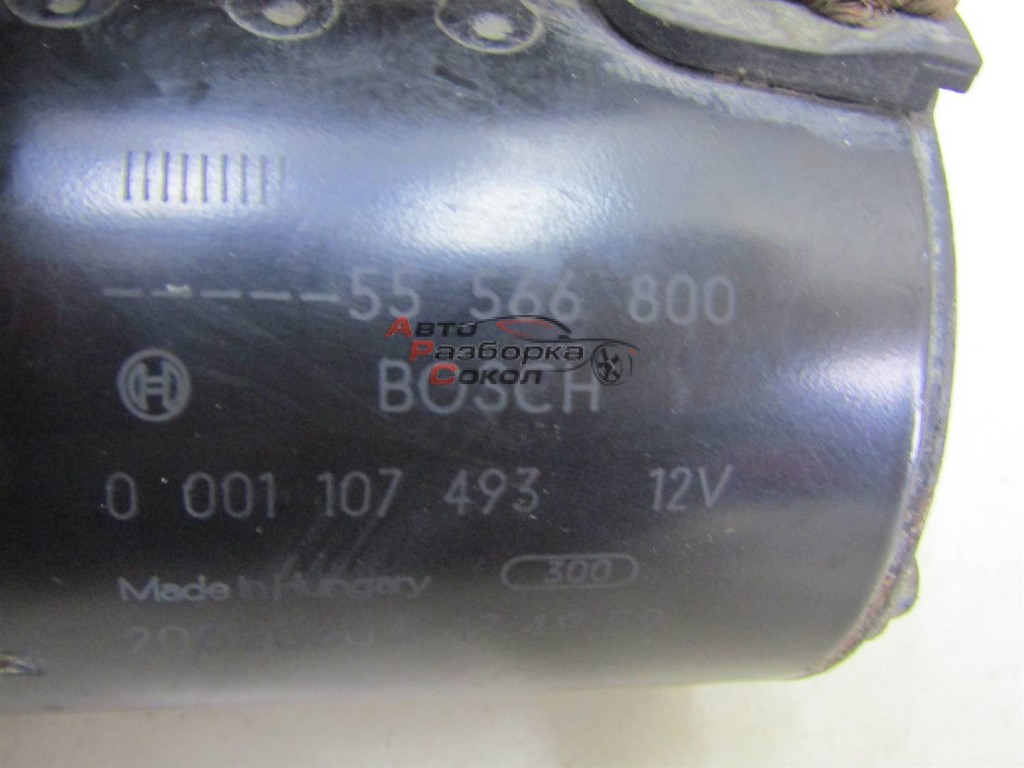 -----55 566 800
Авто
Разборка
Сокол
BOSCH
0 001 107 493 12V
Made in Hungary 300